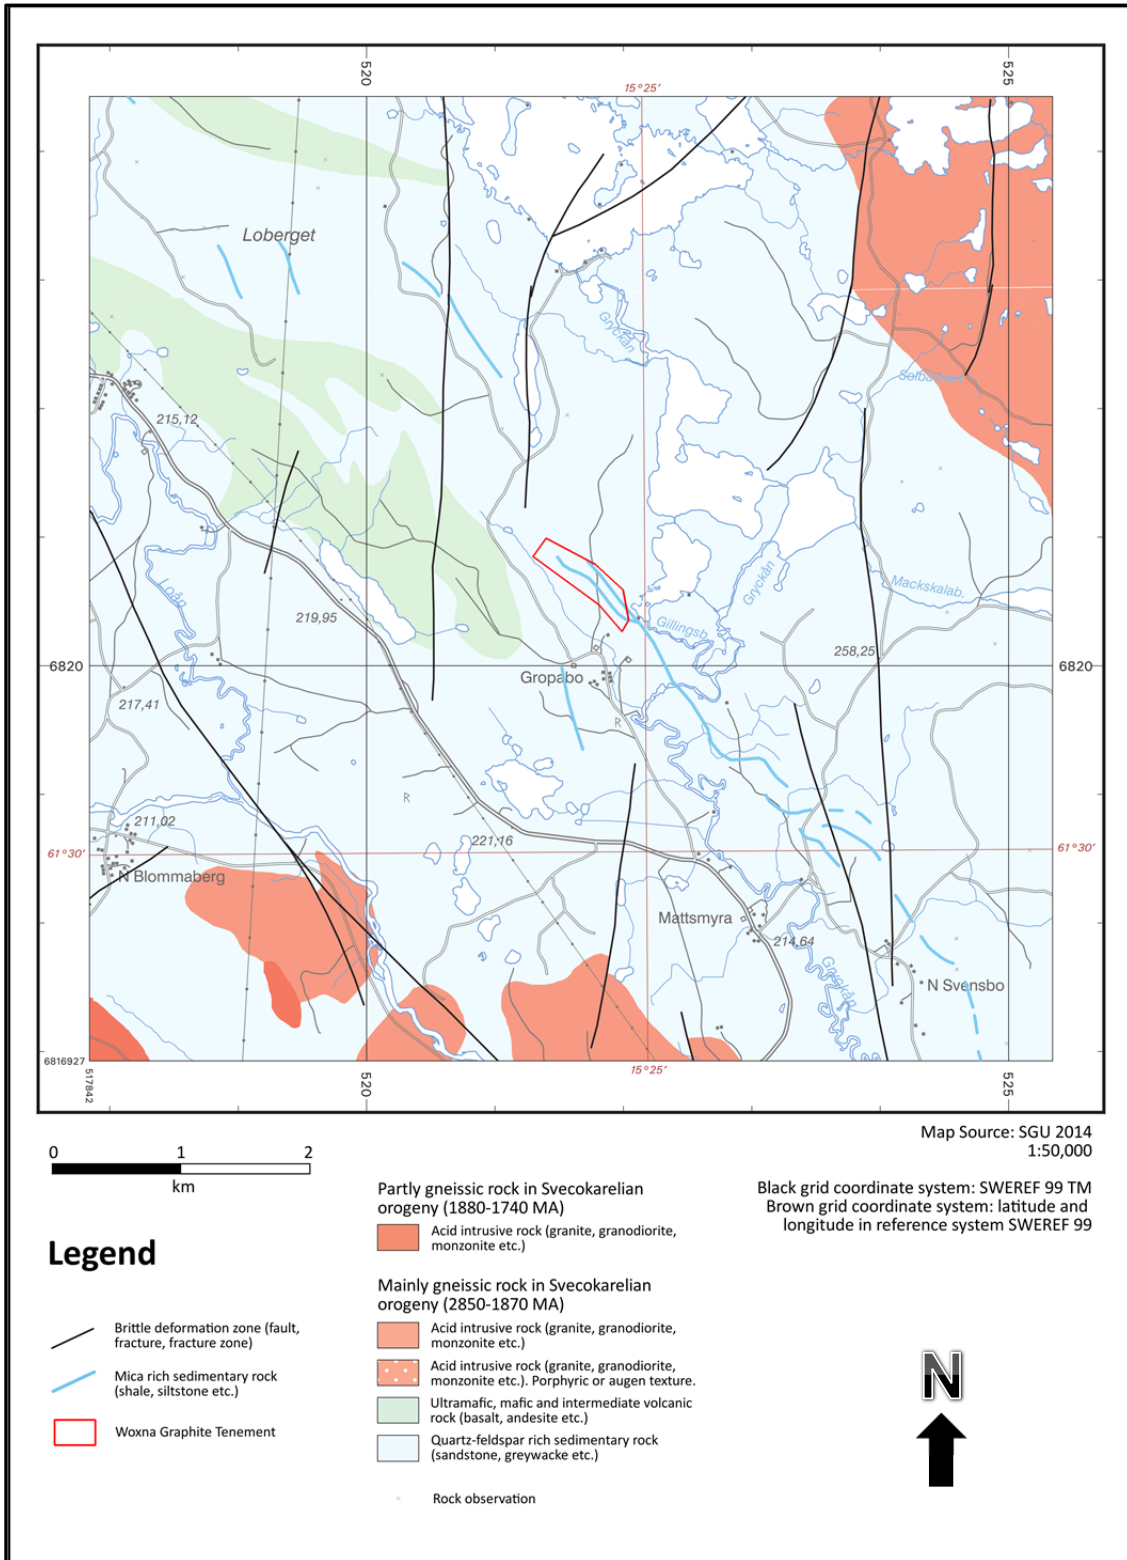 520
525
15°25'
Loberget
Gryckån
Solbäcken
215,12
Loån
Gryckån
Mackskalab.
219,95
Gillingsb.
258,25
6820
6820
Gropabo
217,41
R
R
211,02
221,16
61°30'
61°30'
N Blommaberg
Mattsmyra
214,64
Gryckån
N Svensbo
6816927
517842
520
15°25'
525
Map Source: SGU 2014
1:50,000
0 1 2
km
Black grid coordinate system: SWEREF 99 TM
Brown grid coordinate system: latitude and
longitude in reference system SWEREF 99
Legend
Brittle deformation zone (fault,
fracture, fracture zone)
Mica rich sedimentary rock
(shale, siltstone etc.)
Woxna Graphite Tenement
Partly gneissic rock in Svecokarelian
orogeny (1880-1740 MA)
Acid intrusive rock (granite, granodiorite,
monzonite etc.)
Mainly gneissic rock in Svecokarelian
orogeny (2850-1870 MA)
Acid intrusive rock (granite, granodiorite,
monzonite etc.)
Acid intrusive rock (granite, granodiorite,
monzonite etc.). Porphyric or augen texture.
Ultramafic, mafic and intermediate volcanic
rock (basalt, andesite etc.)
Quartz-feldspar rich sedimentary rock
(sandstone, greywacke etc.)
Rock observation
N